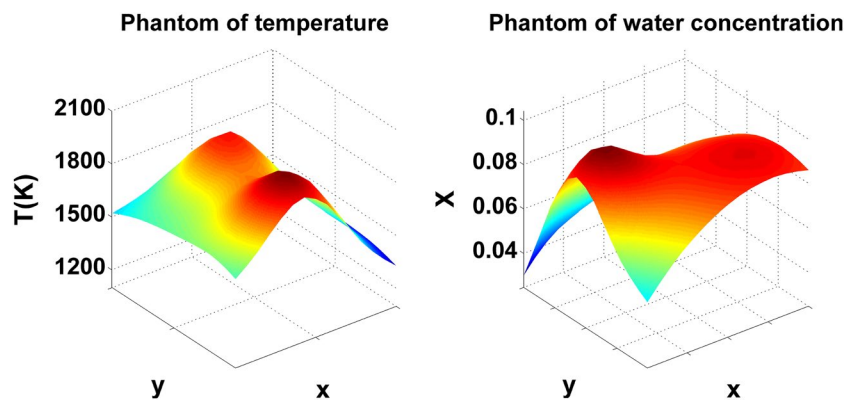 Phantom of temperature
2100
1800
1500
1200
T(K)
y
x
Phantom of water concentration
0.1
0.08
0.06
0.04
X
y
x